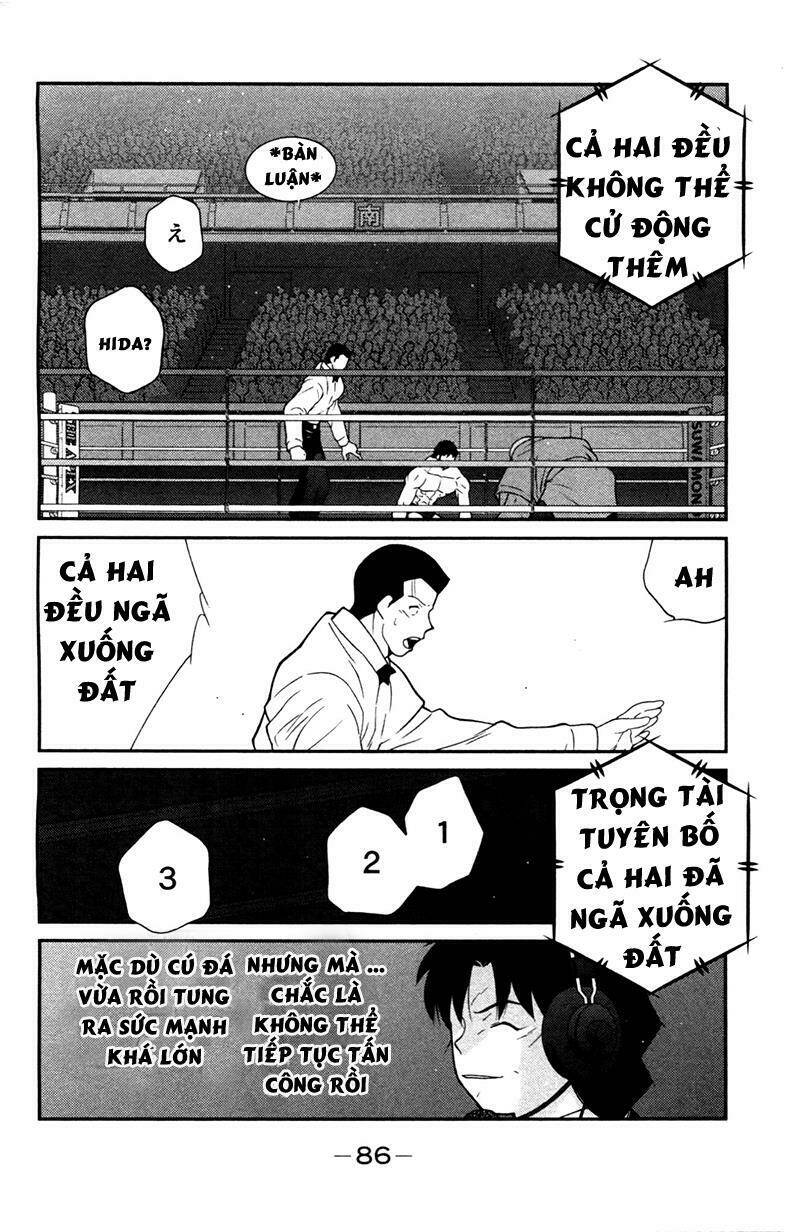 CẢ HAI ĐỀU
KHÔNG THỂ
CỬ ĐỘNG
THÊM
*BÀN
LUẬN*
南
え
HIDA?
SUWA MON
AH
CẢ HAI
ĐỀU NGÃ
XUỐNG
ĐẤT
TRỌNG TÀI
TUYÊN BỐ
CẢ HAI ĐÃ
NGÃ XUỐNG
ĐẤT
1
2
3
NHƯNG MÀ ...
CHẮC LÀ
KHÔNG THỂ
TIẾP TỤC TẤN
CÔNG RỒI
MẶC DÙ CÚ ĐÁ
VỪA RỒI TUNG
RA SỨC MẠNH
KHÁ LỚN
—86—